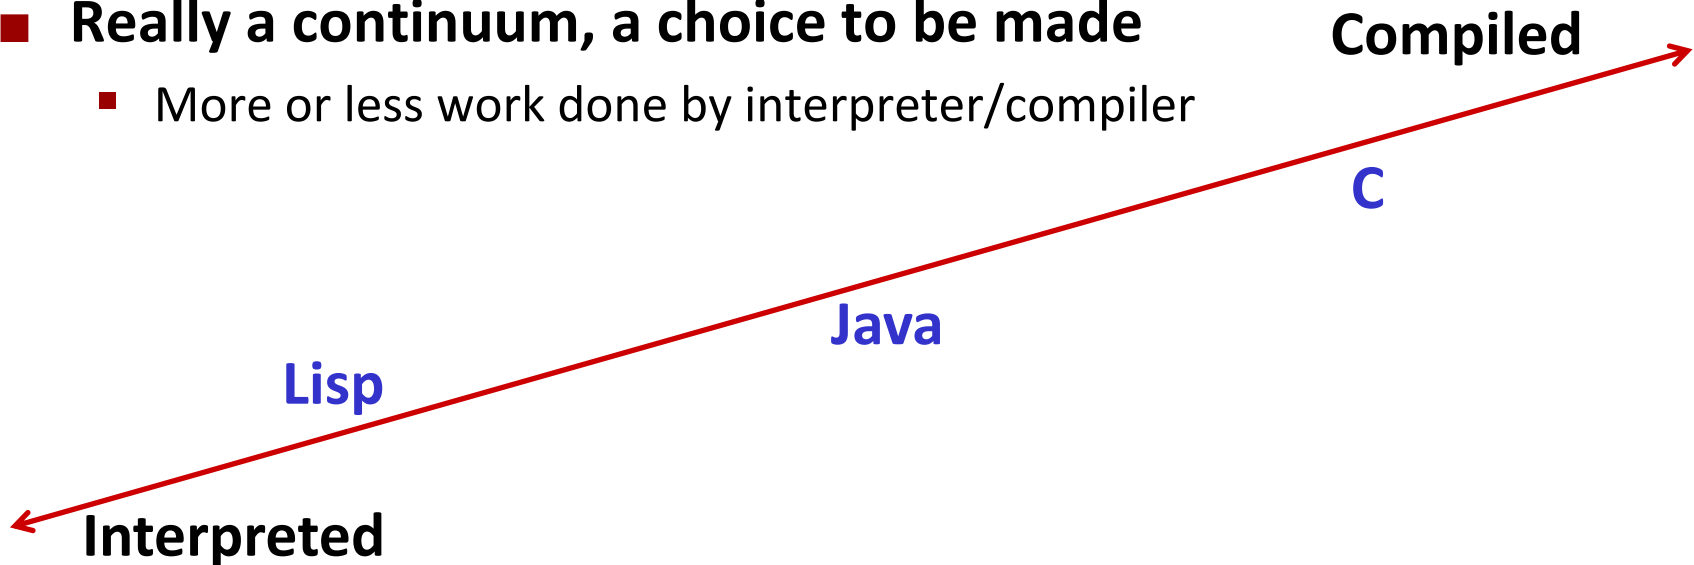 Really a continuum, a choice to be made
More or less work done by interpreter/compiler
Compiled
C
Java
Lisp
Interpreted